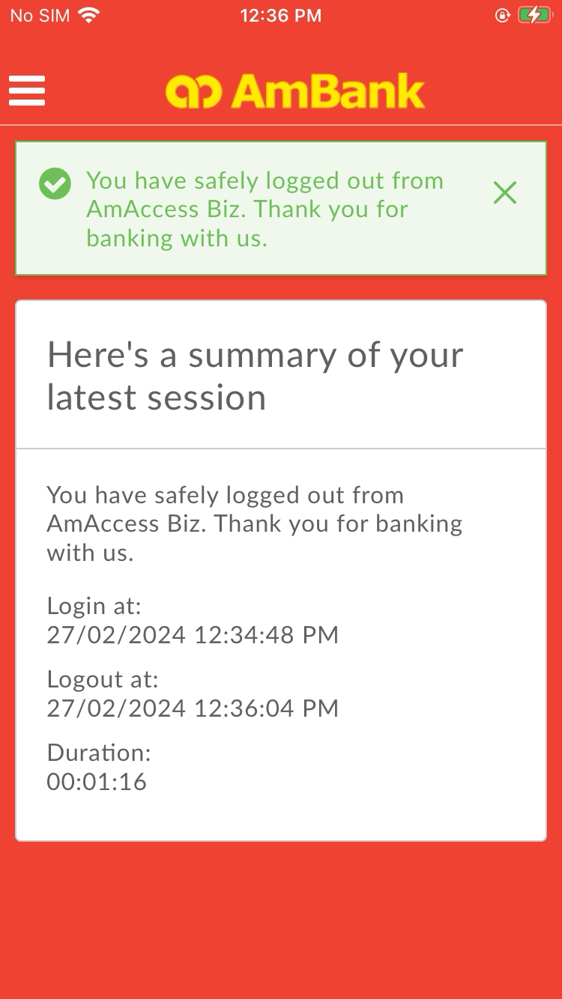 No SIM 12:36 PM
AmBank
You have safely logged out from
AmAccess Biz. Thank you for
banking with us.
Here's a summary of your
latest session
You have safely logged out from
AmAccess Biz. Thank you for banking
with us.
Login at:
27/02/2024 12:34:48 PM
Logout at:
27/02/2024 12:36:04 PM
Duration:
00:01:16